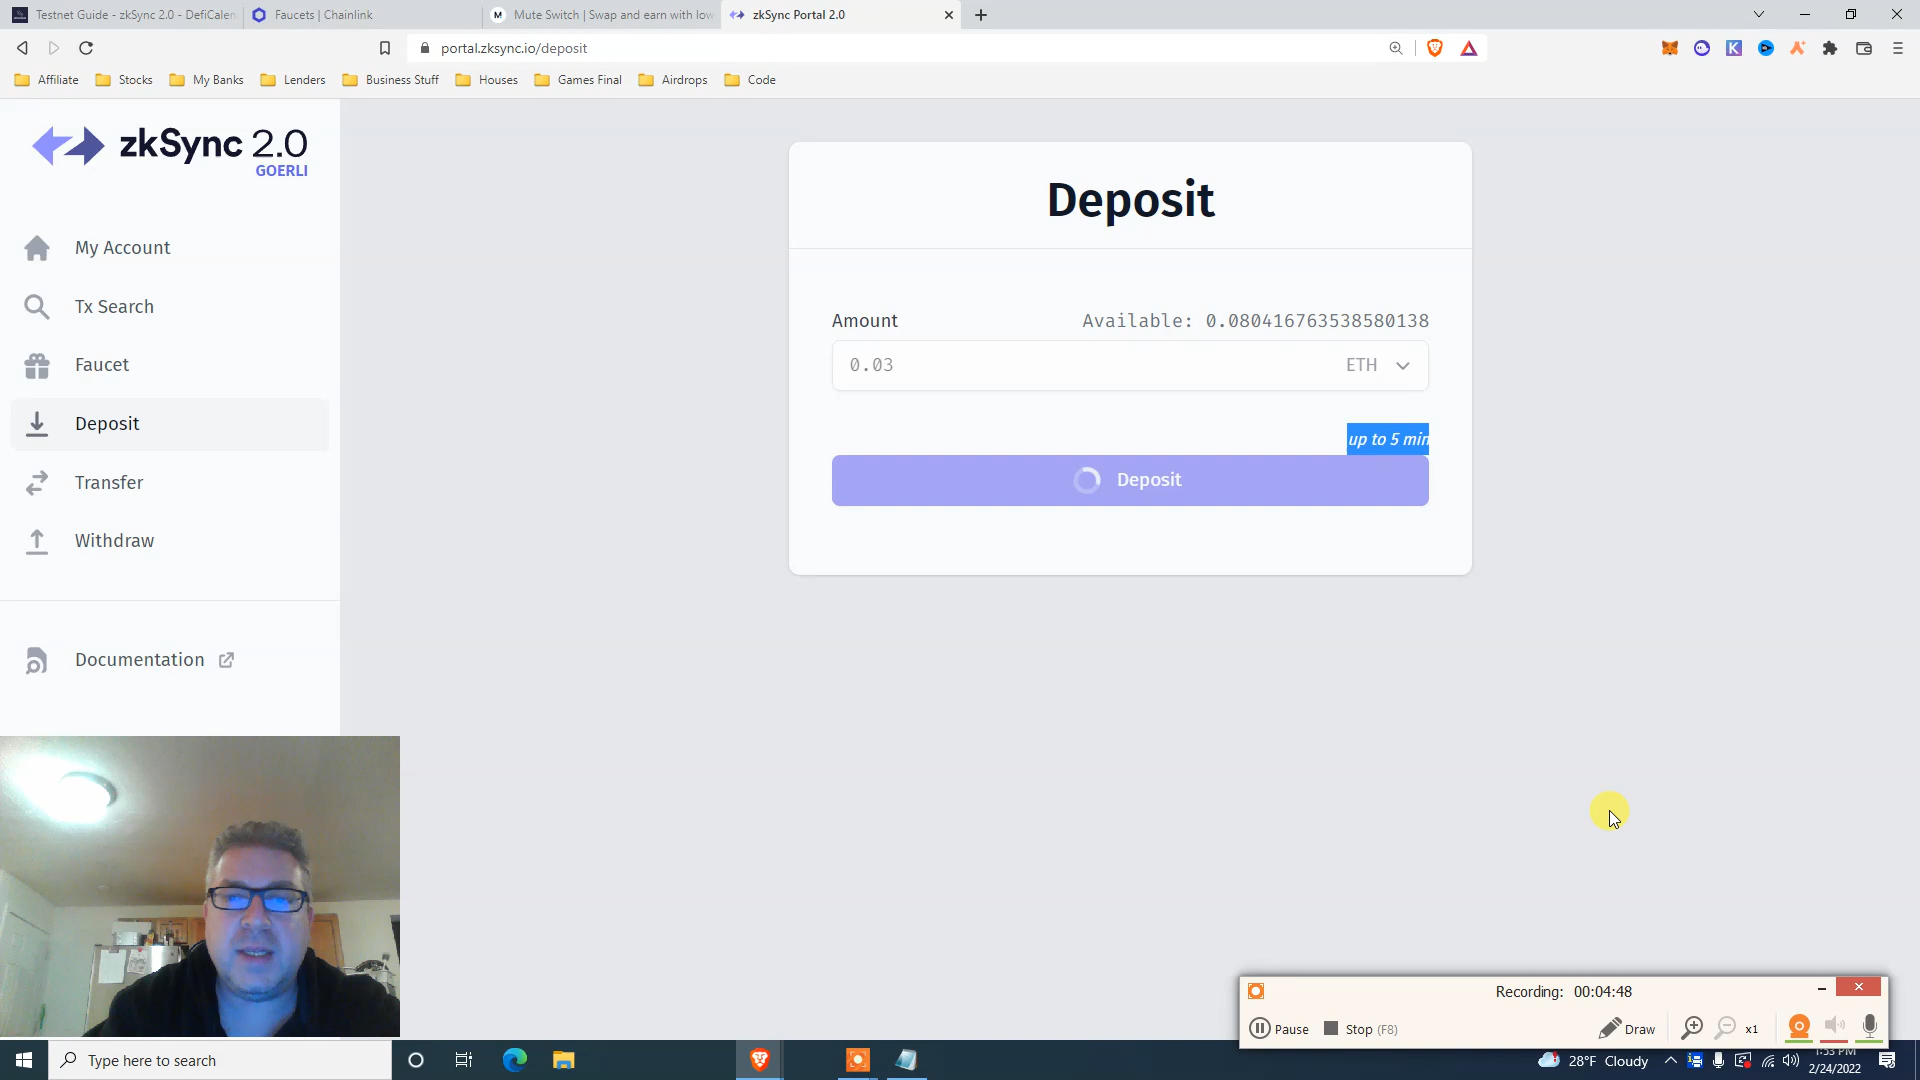 Testnet Guide - zkSync 2.0 - DefiCalen
Faucets | Chainlink
M
Mute Switch | Swap and earn with low
zkSync Portal 2.0
portal.zksync.io/deposit
Affiliate
Stocks
My Banks
Lenders
Business Stuff
Houses
Games Final
Airdrops
Code
zkSync 2.0
GOERLI
My Account
Tx Search
Faucet
Deposit
Transfer
Withdraw
Documentation
Deposit
Amount
Available: 0.080416763538580138
0.03
ETH
up to 5 min
Deposit
Recording: 00:04:48
Pause
Stop (F8)
Draw
x1
Type here to search
28°F Cloudy
1:53 PM
2/24/2022